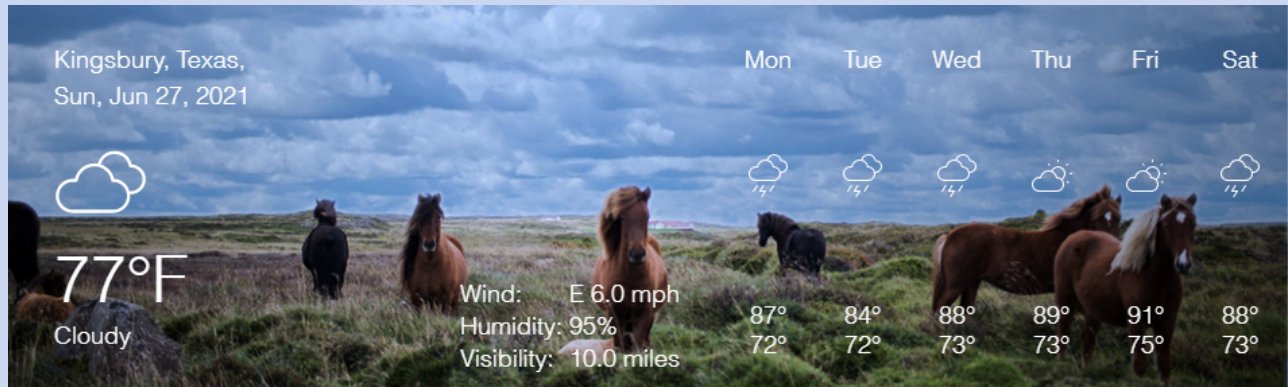 Kingsbury, Texas,
Sun, Jun 27, 2021
77°F
Cloudy
Wind: E 6.0 mph
Humidity: 95%
Visibility: 10.0 miles
Mon Tue Wed Thu Fri Sat
87° 84° 88° 89° 91° 88°
72° 72° 73° 73° 75° 73°